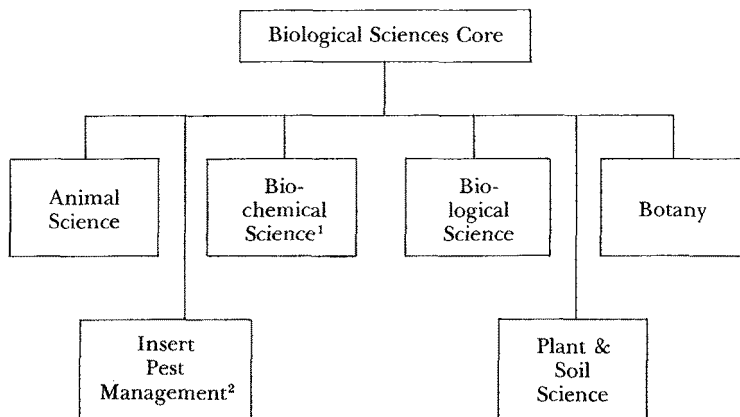 Biological Sciences Core
Animal
Science
Bio-
chemical
Science¹
Bio-
logical
Science
Botany
Insert
Pest
Management²
Plant &
Soil
Science